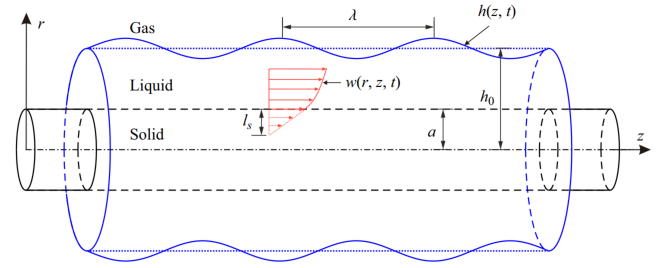 r
Gas
λ
h(z, t)
Liquid
w(r, z, t)
h₀
lₛ
Solid
a
z